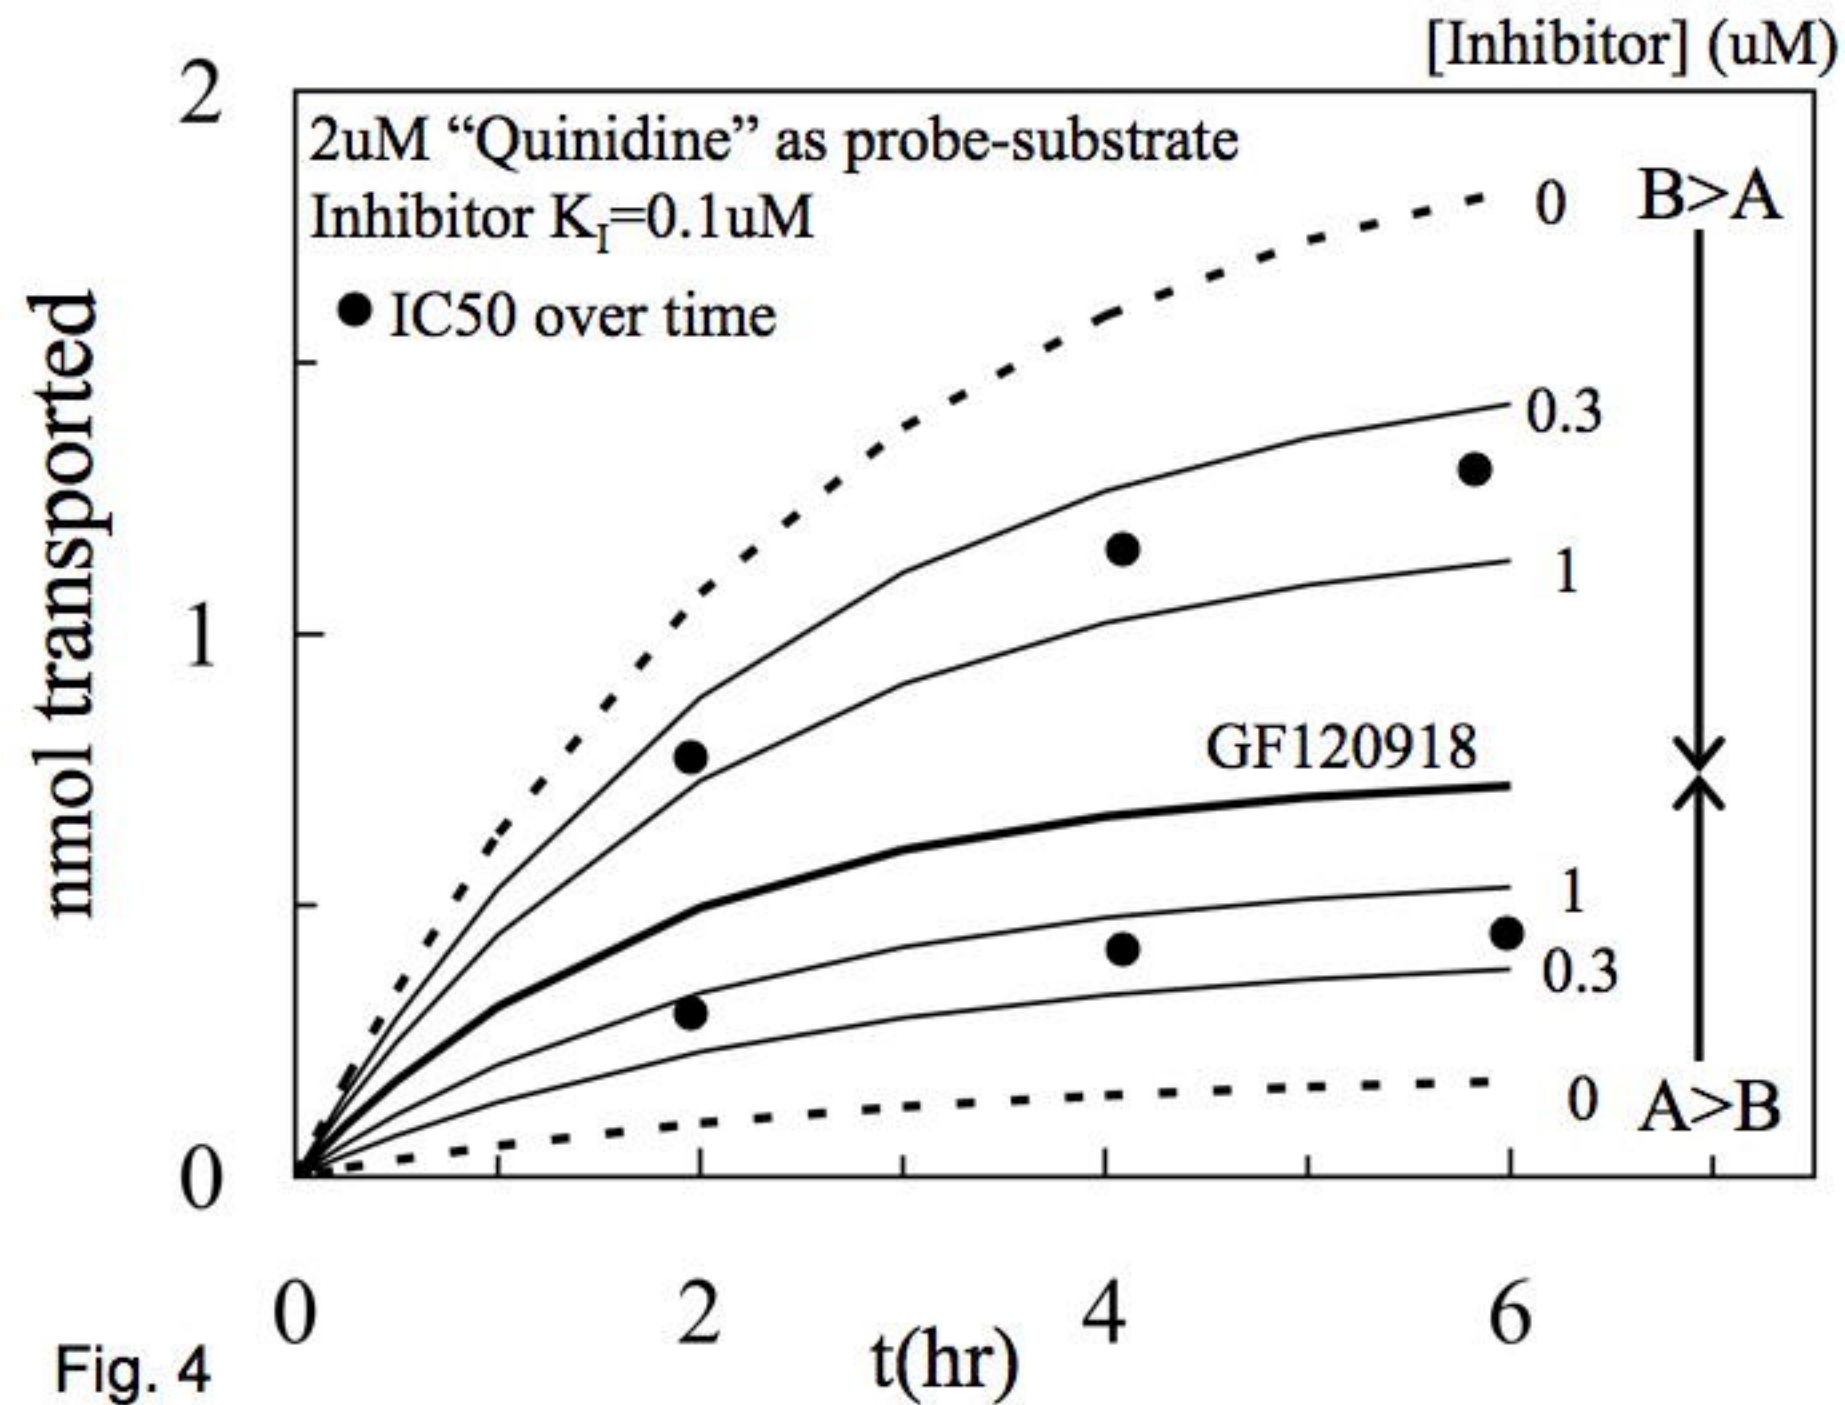 [Inhibitor] (uM)
2
2uM “Quinidine” as probe-substrate
0 B>A
Inhibitor KI=0.1uM
● IC50 over time
0.3
1
1
nmol transported
GF120918
1
0.3
0 A>B
0
0 2 4 6
t(hr)
Fig. 4